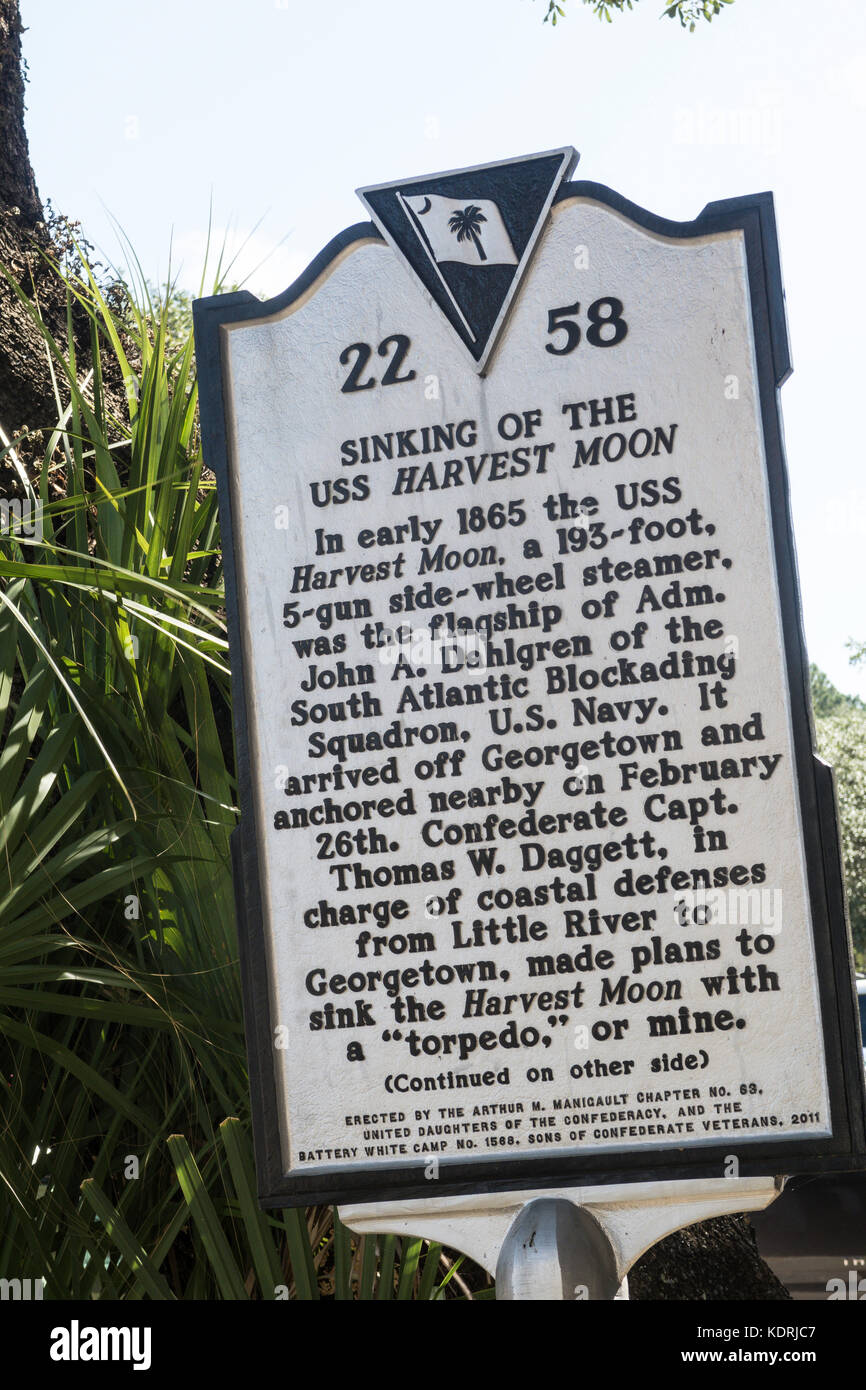 22 58
SINKING OF THE
USS HARVEST MOON
In early 1865 the USS
Harvest Moon, a 193-foot,
5-gun side-wheel steamer,
was the flagship of Adm.
John A. Dahlgren of the
South Atlantic Blockading
Squadron, U.S. Navy. It
arrived off Georgetown and
anchored nearby on February
26th. Confederate Capt.
Thomas W. Daggett, in
charge of coastal defenses
from Little River to
Georgetown, made plans to
sink the Harvest Moon with
a “torpedo,” or mine.
(Continued on other side)
ERECTED BY THE ARTHUR M. MANIGAULT CHAPTER NO. 63,
UNITED DAUGHTERS OF THE CONFEDERACY, AND THE
BATTERY WHITE CAMP NO. 1568, SONS OF CONFEDERATE VETERANS, 2011
alamy
Image ID: KDRJC7
www.alamy.com